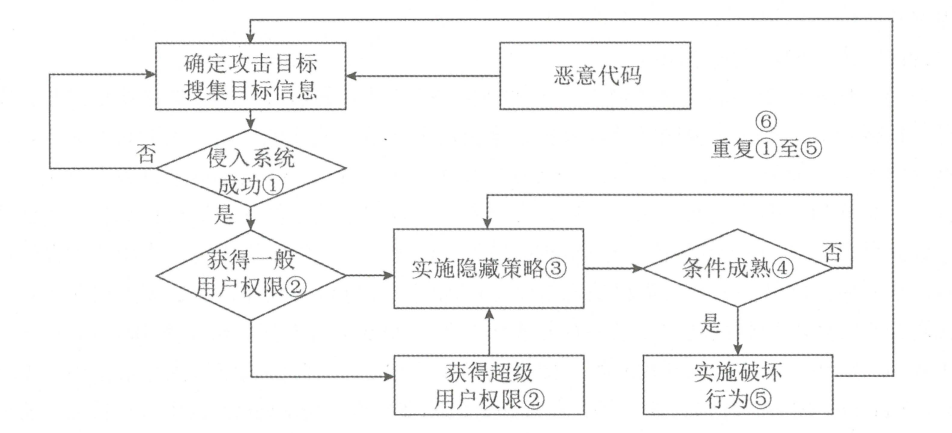 确定攻击目标
搜集目标信息
恶意代码
⑥
重复①至⑤
否
侵入系统
成功①
是
获得一般
用户权限②
实施隐藏策略③
条件成熟④
否
是
获得超级
用户权限②
实施破坏
行为⑤